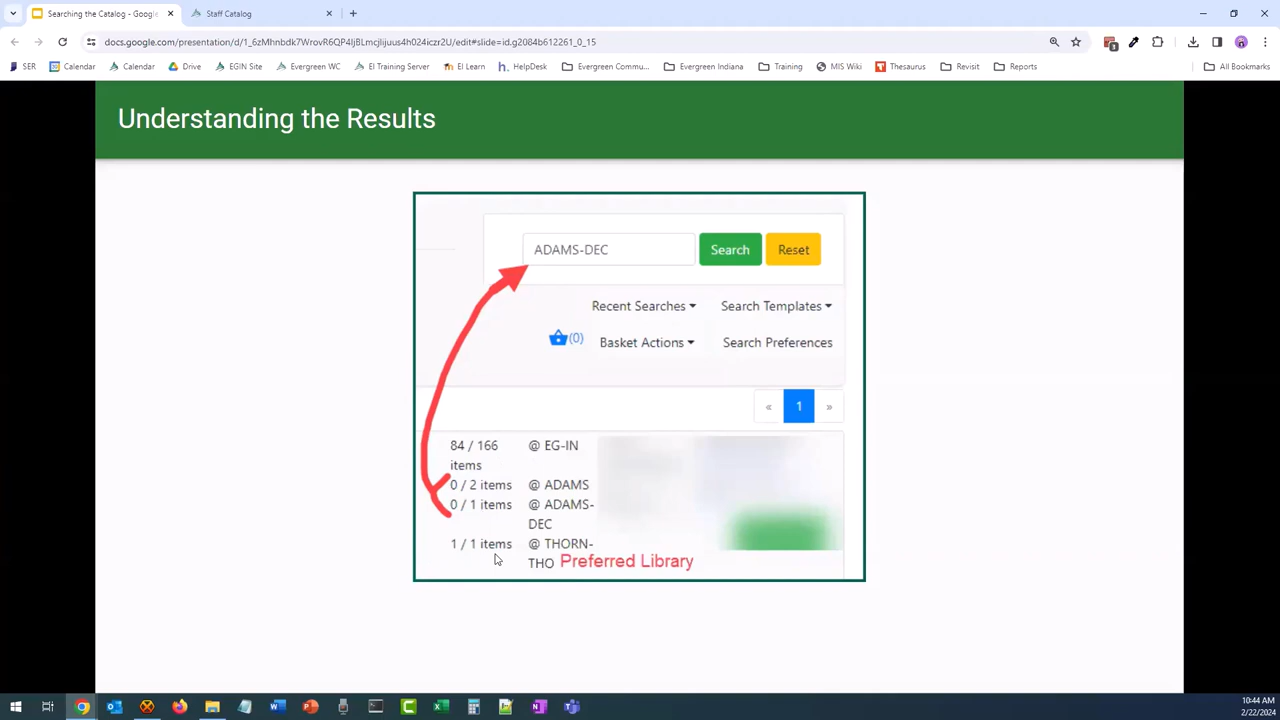 Searching the Catalog - Google
Staff Catalog
docs.google.com/presentation/d/1_6zMhnbdk7WrovR6QP4IjBLmcjlijuus4h024iczr2U/edit#slide=id.g2084b612261_0_15
SER
Calendar
Calendar
Drive
EGIN Site
Evergreen WC
EI Training Server
EI Learn
HelpDesk
Evergreen Commu...
Evergreen Indiana
Training
MIS Wiki
Thesaurus
Revisit
Reports
All Bookmarks
Understanding the Results
ADAMS-DEC
Search
Reset
Recent Searches
Search Templates
(0)
Basket Actions
Search Preferences
« 1 »
84 / 166 @ EG-IN
items
0 / 2 items @ ADAMS
0 / 1 items @ ADAMS-
DEC
1 / 1 items @ THORN-
THO Preferred Library
10:44 AM
2/22/2024